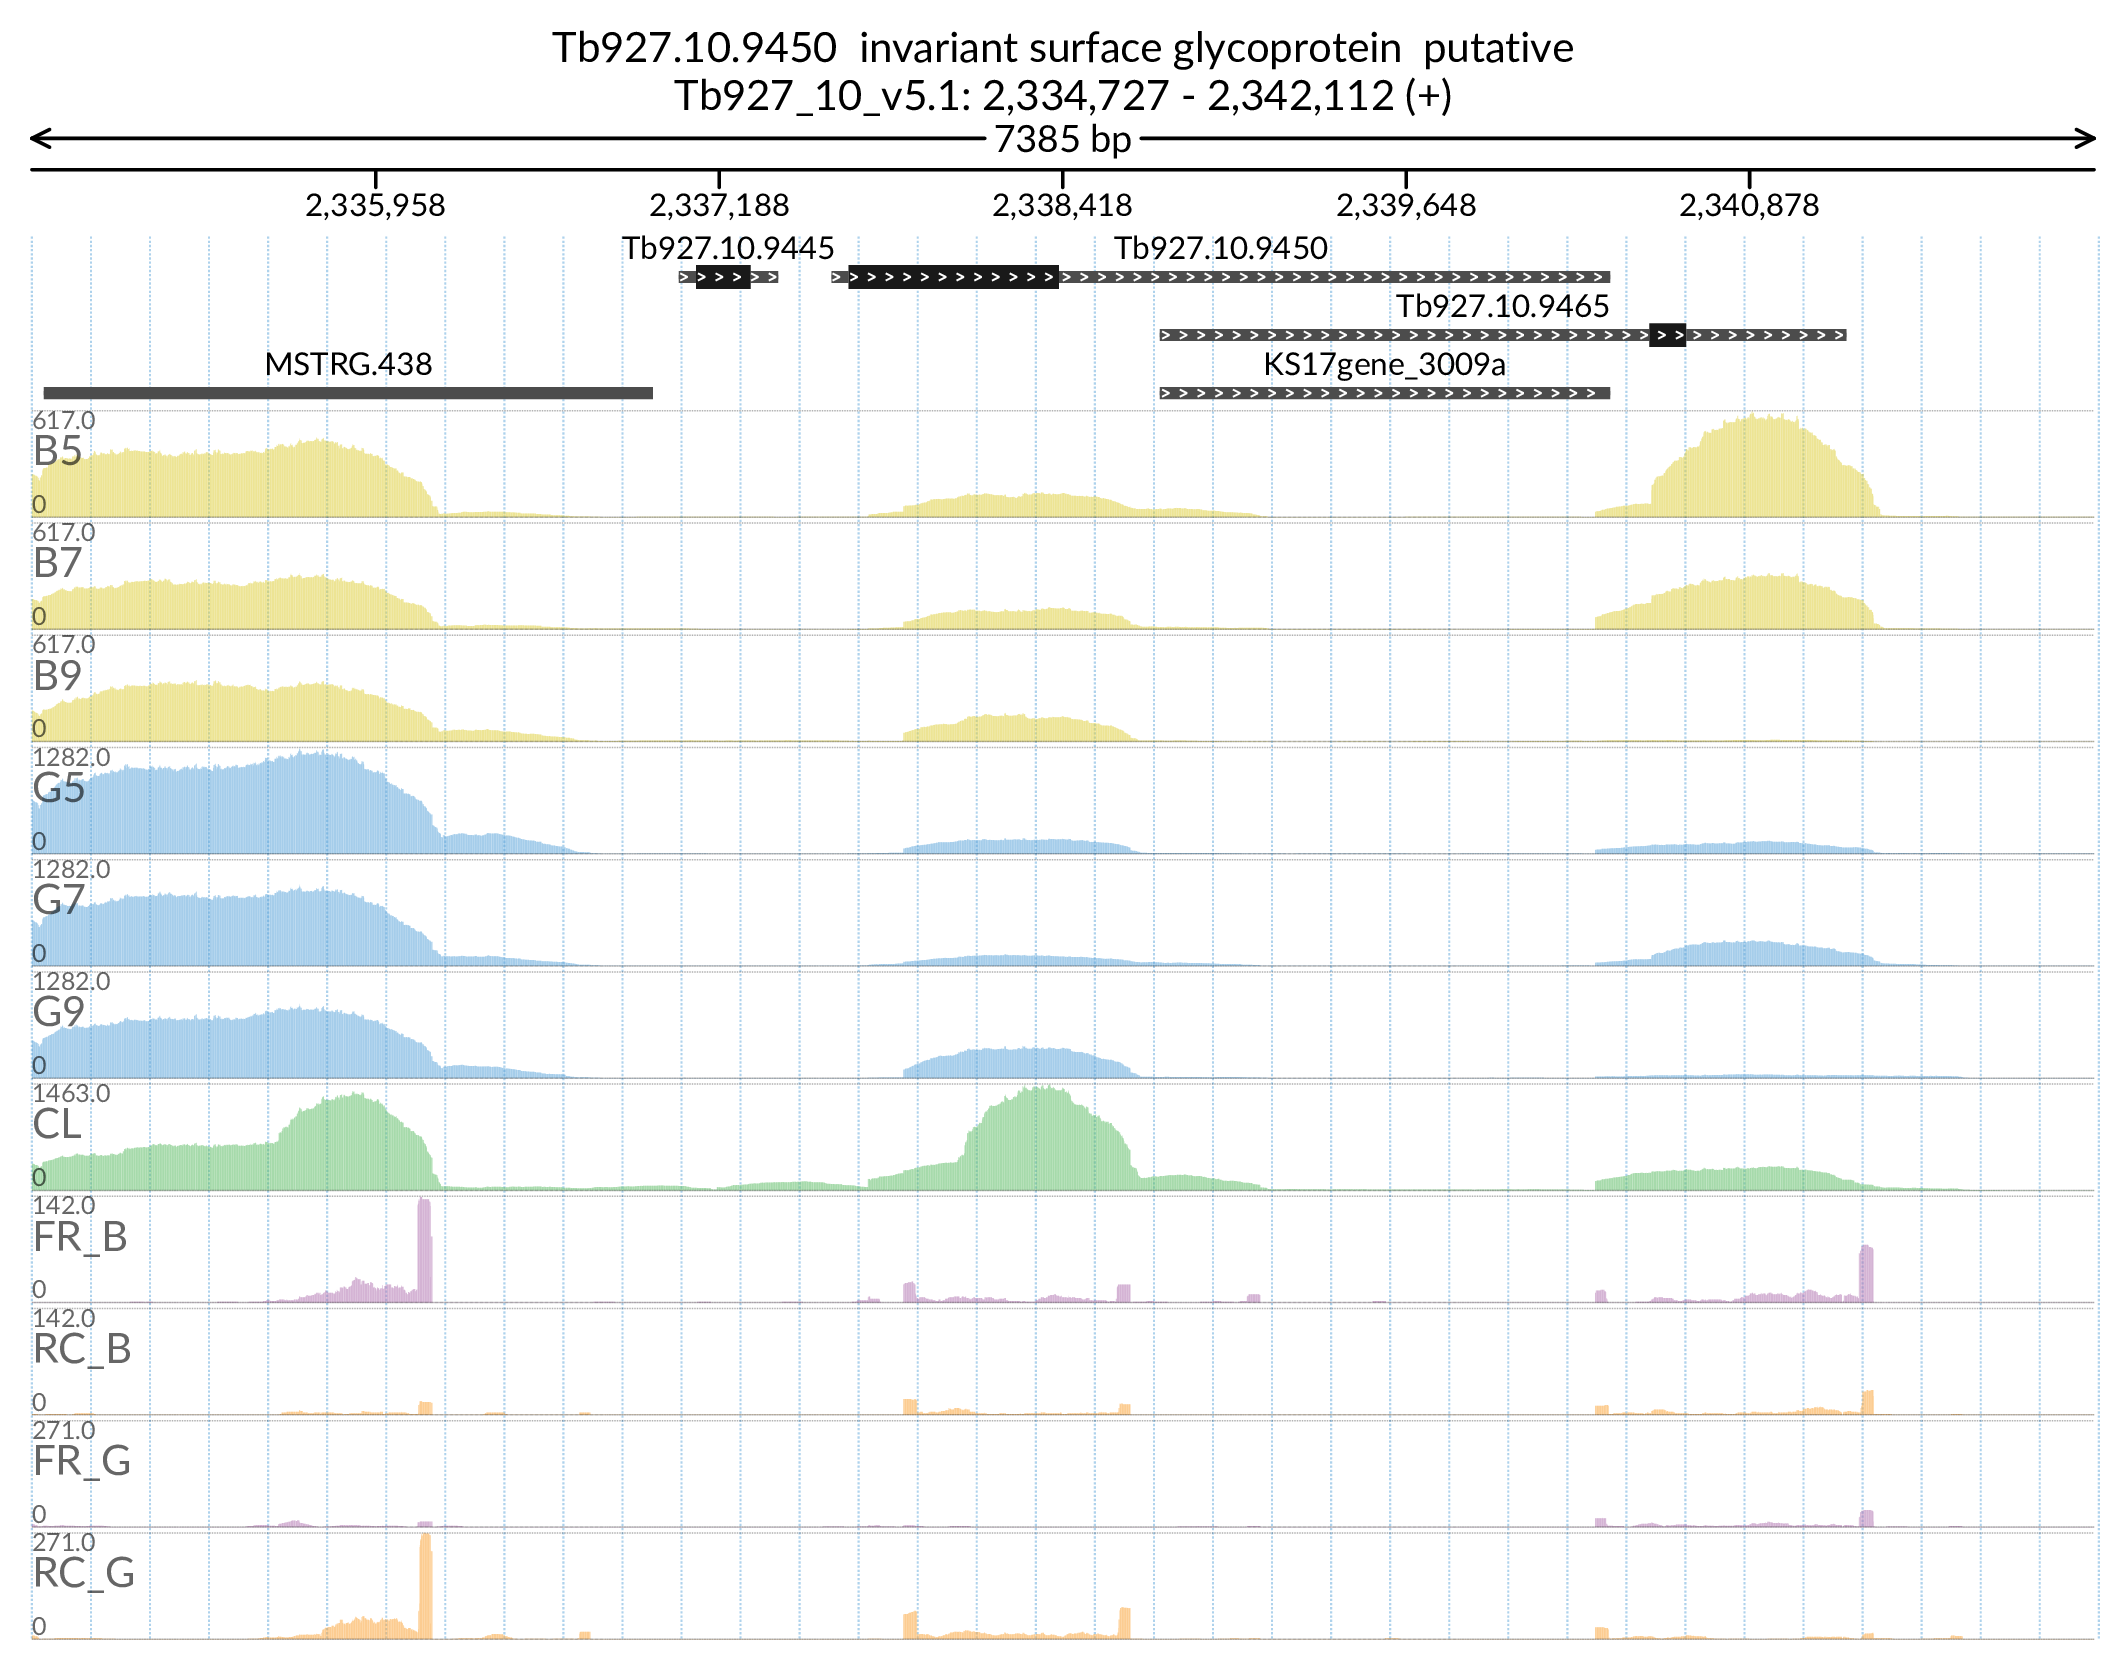 Tb927.10.9450  invariant surface glycoprotein  putative
Tb927_10_v5.1: 2,334,727 - 2,342,112 (+)
7385 bp
2,335,958 2,337,188 2,338,418 2,339,648 2,340,878
Tb927.10.9445 Tb927.10.9450
Tb927.10.9465
MSTRG.438 KS17gene_3009a
617.0
B5
0
617.0
B7
0
617.0
B9
0
1282.0
G5
0
1282.0
G7
0
1282.0
G9
0
1463.0
CL
0
142.0
FR_B
0
142.0
RC_B
0
271.0
FR_G
0
271.0
RC_G
0